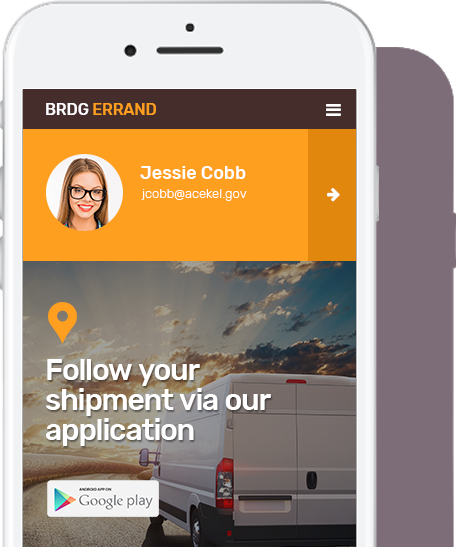 BRDG ERRAND
Jessie Cobb
jcobb@acekel.gov
Follow your
shipment via our
application
ANDROID APP ON
Google play